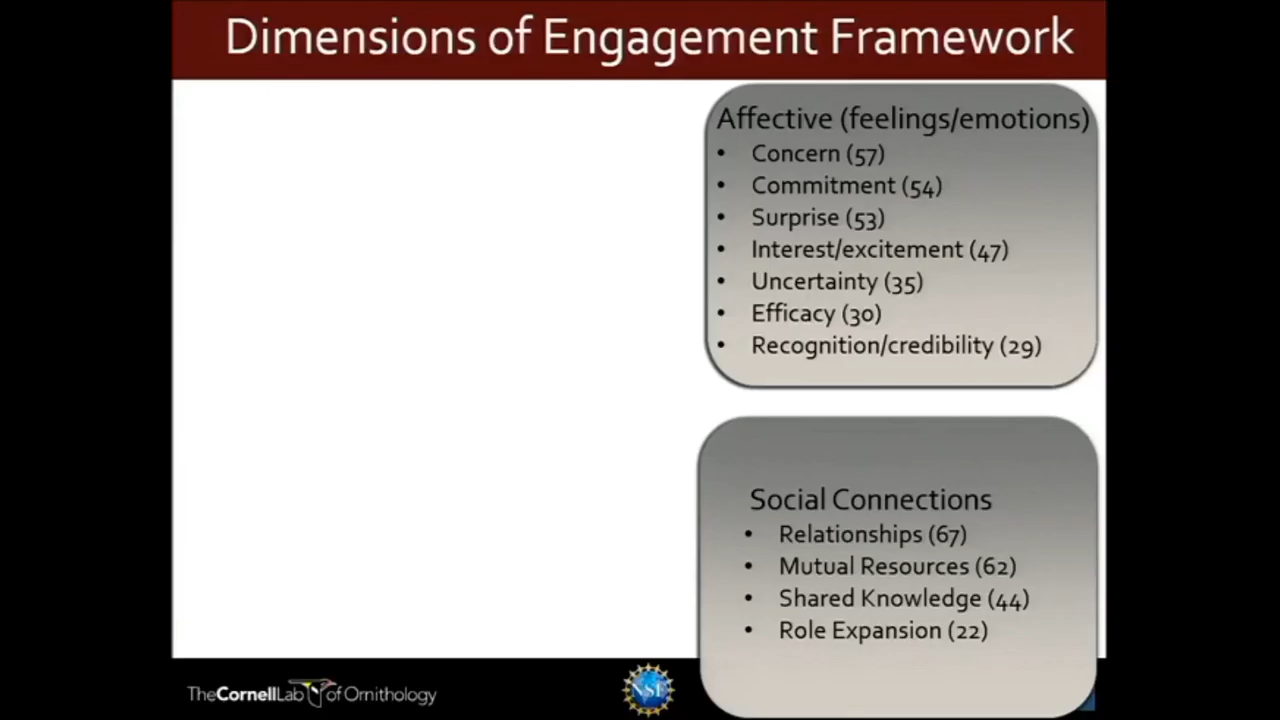 Dimensions of Engagement Framework
Affective (feelings/emotions)
• Concern (57)
• Commitment (54)
• Surprise (53)
• Interest/excitement (47)
• Uncertainty (35)
• Efficacy (30)
• Recognition/credibility (29)
Social Connections
• Relationships (67)
• Mutual Resources (62)
• Shared Knowledge (44)
• Role Expansion (22)
TheCornellLab of Ornithology
NSF